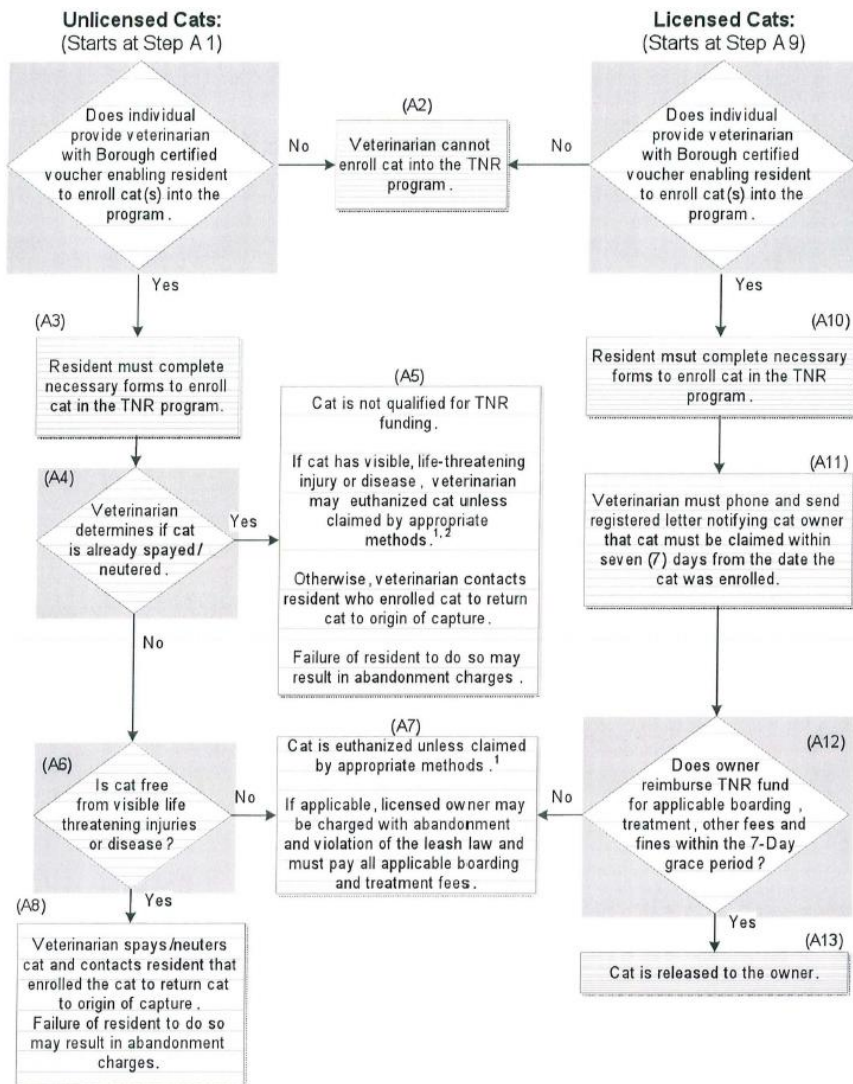 Unlicensed Cats:
(Starts at Step A 1)
Does individual
provide veterinarian
with Borough certified
voucher enabling resident
to enroll cat(s) into the
program .
No
Yes
(A2)
Veterinarian cannot
enroll cat into the TNR
program .
Licensed Cats:
(Starts at Step A 9)
Does individual
provide veterinarian
with Borough certified
voucher enabling resident
to enroll cat(s) into the
program .
No
Yes
(A3)
Resident must complete
necessary forms to enroll
cat in the TNR program.
(A4)
Veterinarian
determines if cat
is already spayed/
neutered .
Yes
No
(A5)
Cat is not qualified for TNR
funding .
If cat has visible, life-threatening
injury or disease , veterinarian
may euthanized cat unless
claimed by appropriate
methods.1, 2
Otherwise, veterinarian contacts
resident who enrolled cat to return
cat to origin of capture .
Failure of resident to do so may
result in abandonment charges .
(A10)
Resident msut complete necessary
forms to enroll cat in the TNR
program .
(A11)
Veterinarian must phone and send
registered letter notifying cat owner
that cat must be claimed within
seven (7) days from the date the
cat was enrolled.
(A6)
Is cat free
from visible life
threatening injuries
or disease ?
No
Yes
(A7)
Cat is euthanized unless claimed
by appropriate methods .1
If applicable, licensed owner may
be charged with abandonment
and violation of the leash law and
must pay all applicable boarding
and treatment fees.
(A12)
Does owner
reimburse TNR fund
for applicable boarding ,
treatment, other fees and
fines within the 7-Day
grace period ?
No
Yes
(A8)
Veterinarian spays/neuters
cat and contacts resident that
enrolled the cat to return cat
to origin of capture .
Failure of resident to do so
may result in abandonment
charges.
(A13)
Cat is released to the owner.